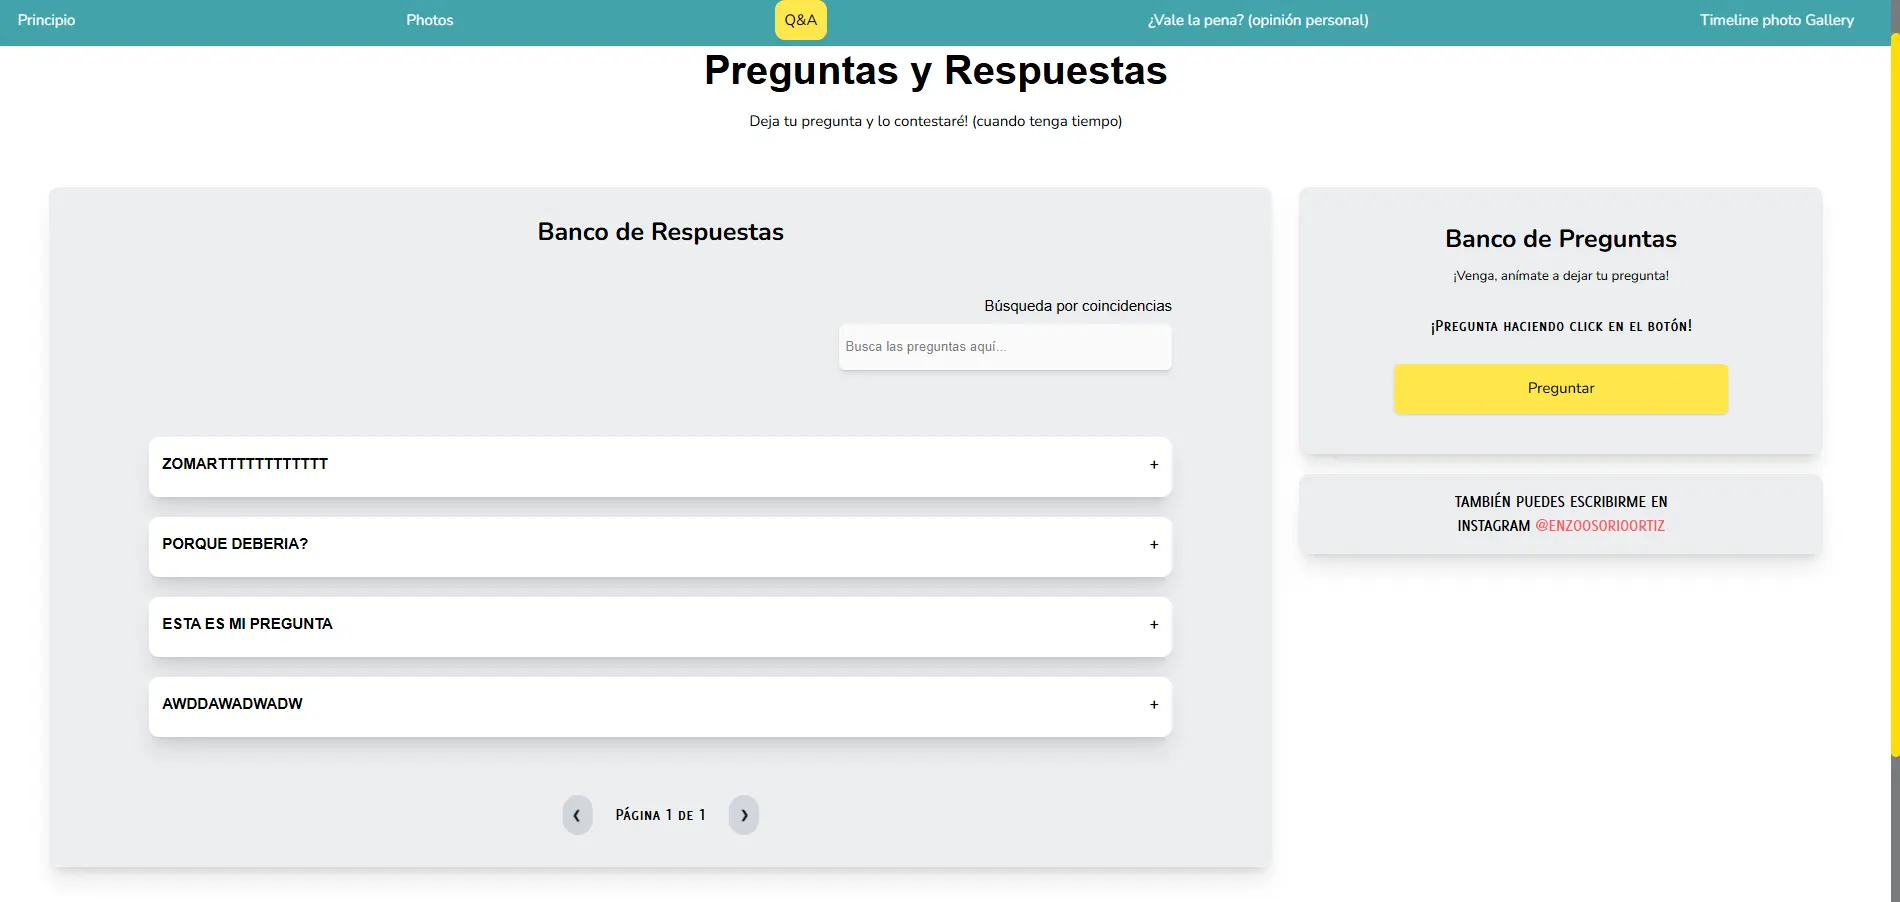 Principio
Photos
Q&A
¿Vale la pena? (opinión personal)
Timeline photo Gallery
Preguntas y Respuestas
Deja tu pregunta y lo contestaré! (cuando tenga tiempo)
Banco de Respuestas
Búsqueda por coincidencias
Busca las preguntas aquí...
ZOMARTTTTTTTTTTTT
+
PORQUE DEBERIA?
+
ESTA ES MI PREGUNTA
+
AWDDAWADWADW
+
‹ Página 1 de 1 ›
Banco de Preguntas
¡Venga, anímate a dejar tu pregunta!
¡Pregunta haciendo click en el botón!
Preguntar
TAMBIÉN PUEDES ESCRIBIRME EN
INSTAGRAM @ENZOOSORIOORTIZ